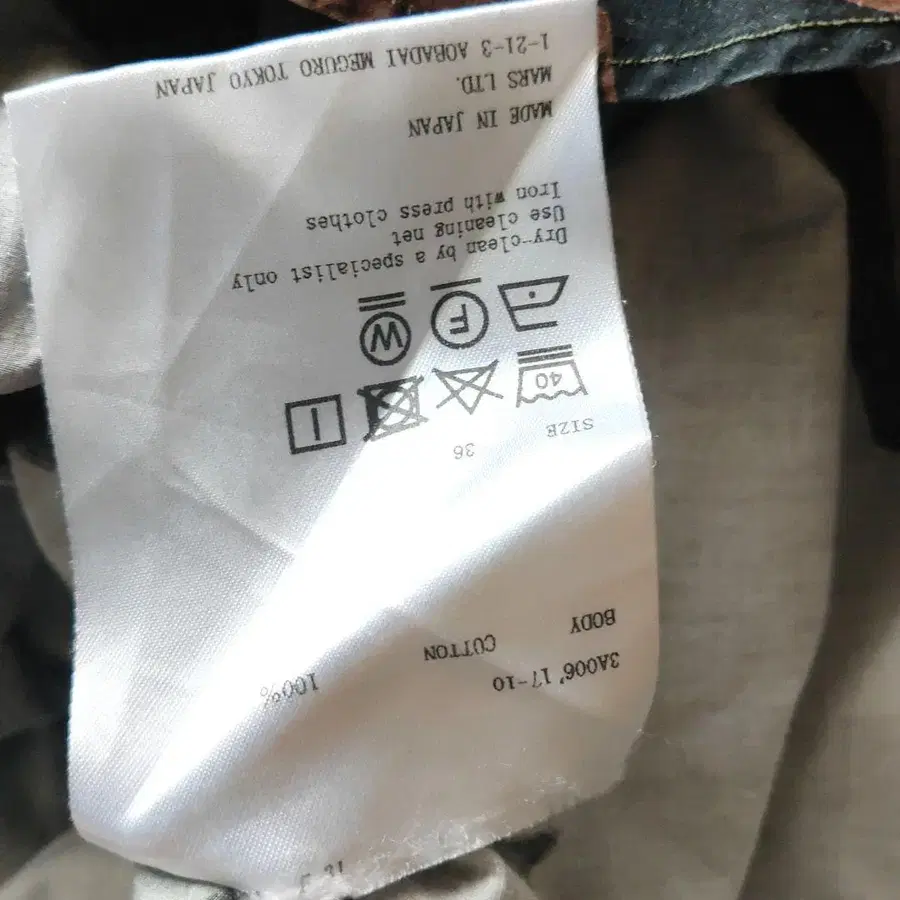 3A006' 17-10
BODY COTTON 100%
SIZE 36
40
F W
Dry-clean by a specialist only
Use cleaning net
Iron with press clothes
MADE IN JAPAN
MARS LTD.
1-21-3 AOBADAI MEGURO TOKYO JAPAN